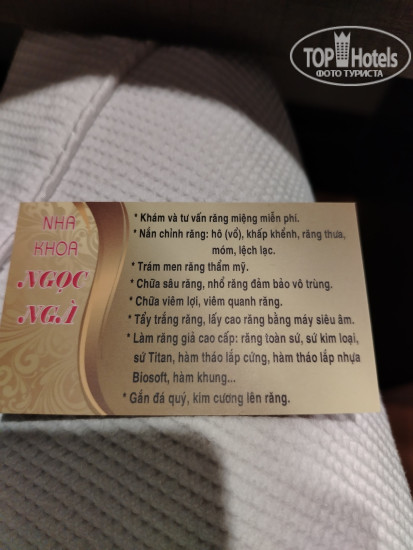 TOP Hotels
ФОТО ТУРИСТА
NHA
KHOA
NGỌC
NGÀ
* Khám và tư vấn răng miệng miễn phí.
* Nắn chỉnh răng: hô (vổ), khấp khểnh, răng thưa,
móm, lệch lạc.
* Trám men răng thẩm mỹ.
* Chữa sâu răng, nhổ răng đảm bảo vô trùng.
* Chữa viêm lợi, viêm quanh răng.
* Tẩy trắng răng, lấy cao răng bằng máy siêu âm.
* Làm răng giả cao cấp: răng toàn sứ, sứ kim loại,
sứ Titan, hàm tháo lắp cứng, hàm tháo lắp nhựa
Biosoft, hàm khung...
* Gắn đá quý, kim cương lên răng.